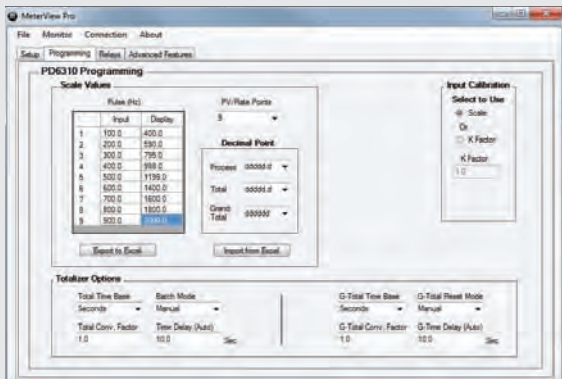 MeterView Pro
File Monitor Connection About
Setup Programming Relays Advanced Features
PD6310 Programming
Scale Values
Pulse (Hz)
Input Display
1 100.0 400.0
2 200.0 590.0
3 300.0 795.0
4 400.0 988.0
5 500.0 1199.0
6 600.0 1400.0
7 700.0 1600.0
8 800.0 1800.0
9 900.0
Export to Excel
PV/Rate Points
9
Decimal Point
Process ddddd.d
Total ddddd.d
Grand Total dddddd
Import from Excel
Input Calibration
Select to Use
Scale
Or
K Factor
K Factor
1.0
Totalizer Options
Total Time Base Batch Mode
Seconds Manual
Total Conv. Factor Time Delay (Auto)
1.0 10.0 Sec
G-Total Time Base G-Total Reset Mode
Seconds Manual
G-Total Conv. Factor G-Time Delay (Auto)
1.0 10.0 Sec